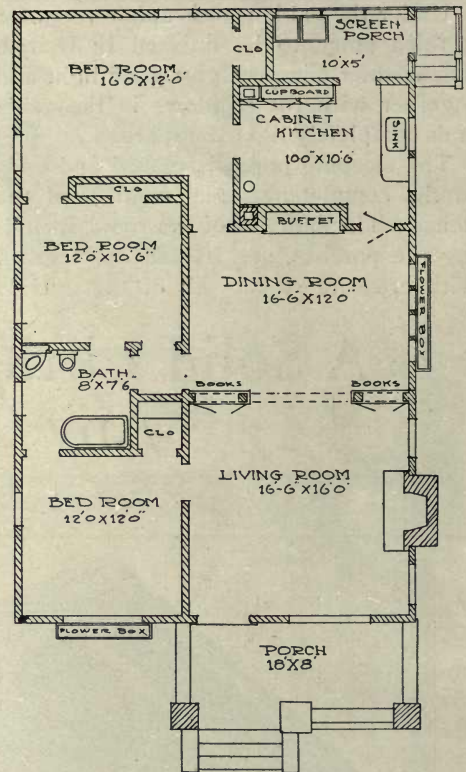 SCREEN
PORCH
10'X5'
CLO
BED ROOM
16'0"X12'0"
CUPBOARD
CABINET
KITCHEN
10'0"X10'6"
SINK
CLO
BUFFET
BED ROOM
12'0"X10'6"
DINING ROOM
16'-6"X12'0"
FLOWER BOX
BATH
8'X7'6
BOOKS
BOOKS
CLO
LIVING ROOM
16'-6"X16'0"
BED ROOM
12'0X12'0"
FLOWER BOX
PORCH
18'X8'